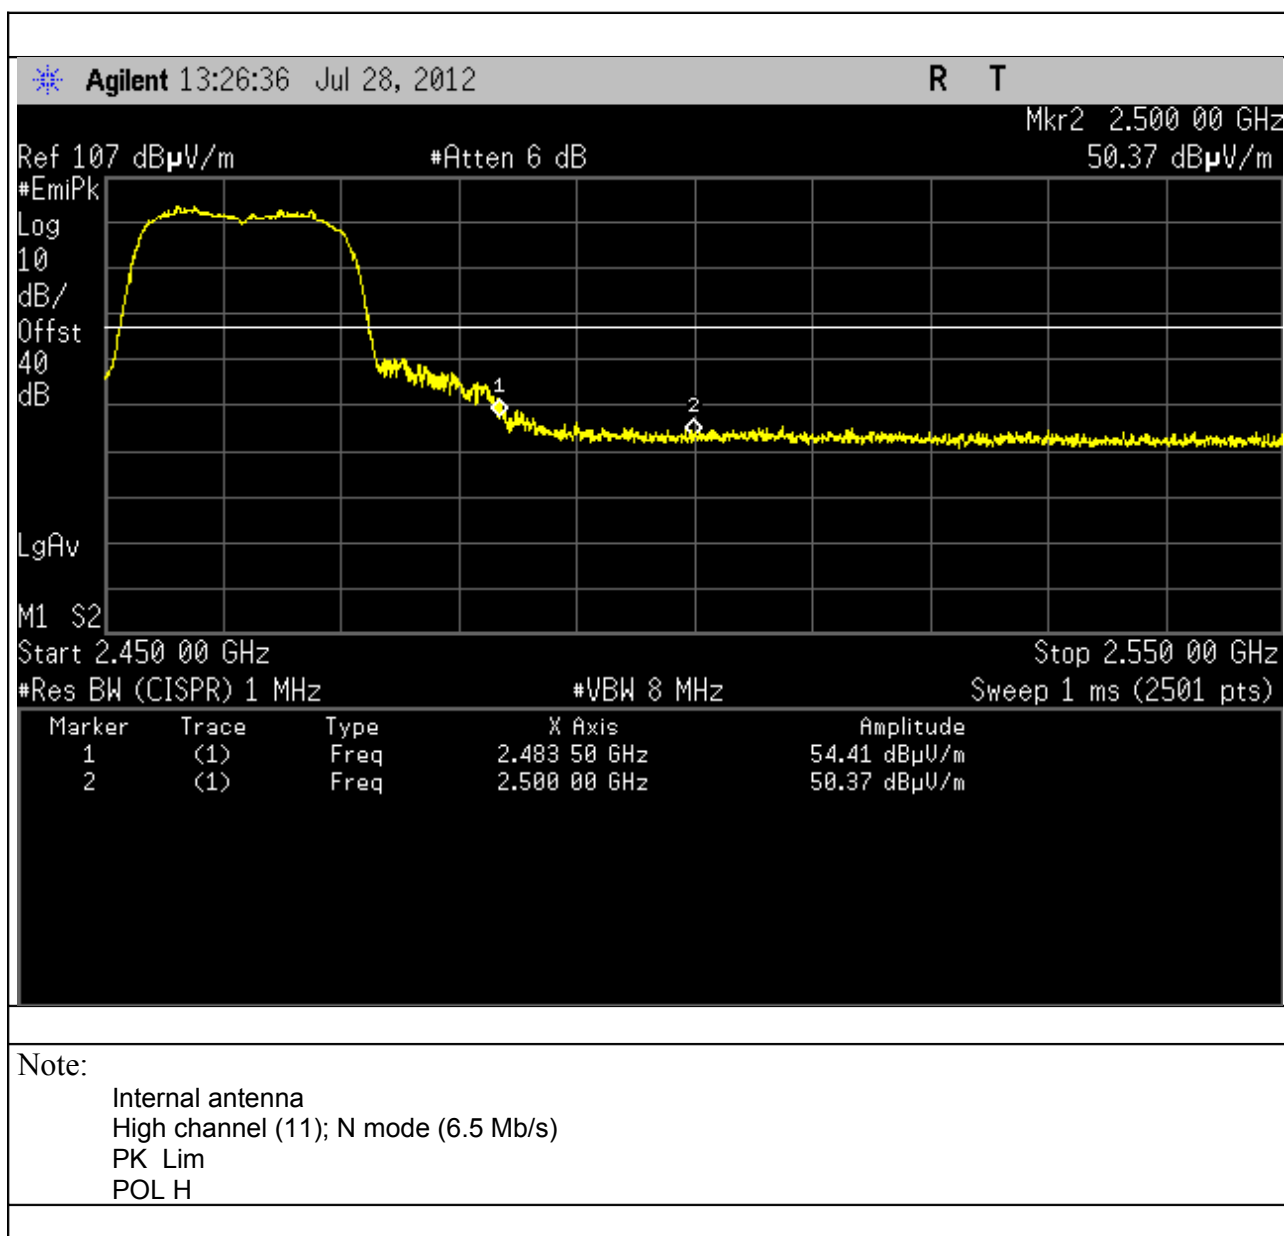 Agilent 13:26:36 Jul 28, 2012 R T
Mkr2 2.500 00 GHz
Ref 107 dBµV/m #Atten 6 dB 50.37 dBµV/m
#EmiPk
Log
10
dB/
Offst
40
dB
1
2
LgAv
M1 S2
Start 2.450 00 GHz Stop 2.550 00 GHz
#Res BW (CISPR) 1 MHz #VBW 8 MHz Sweep 1 ms (2501 pts)
Marker Trace Type X Axis Amplitude
1 (1) Freq 2.483 50 GHz 54.41 dBµV/m
2 (1) Freq 2.500 00 GHz 50.37 dBµV/m
Note:
Internal antenna
High channel (11); N mode (6.5 Mb/s)
PK Lim
POL H